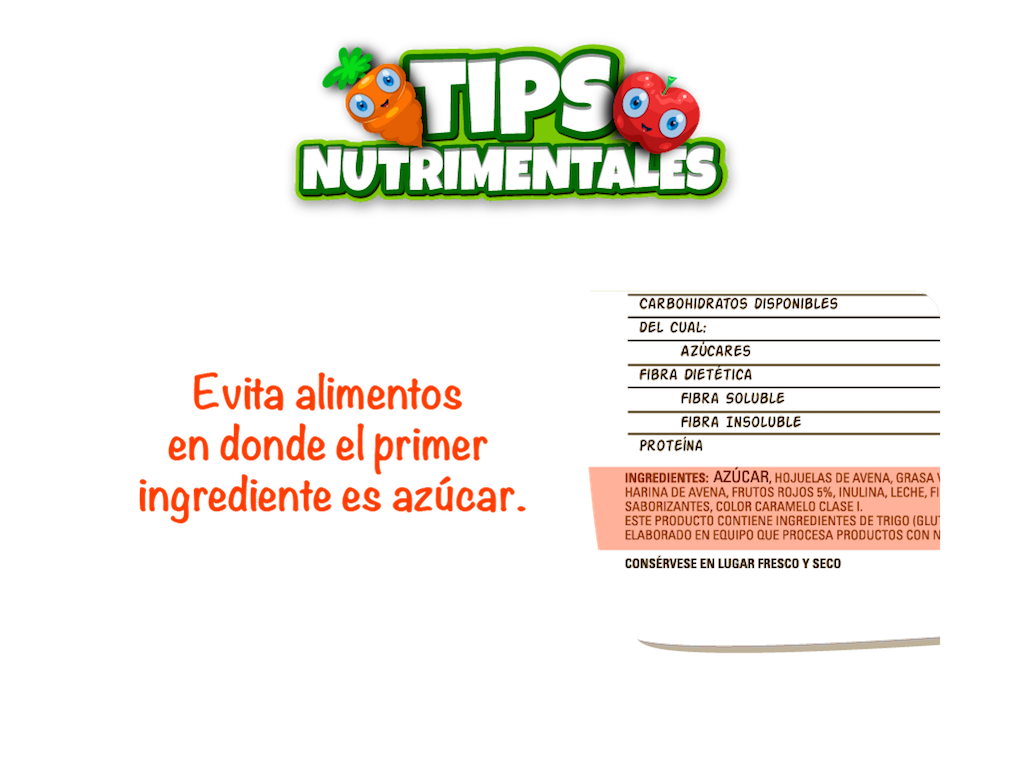 TIPS
NUTRIMENTALES
Evita alimentos
en donde el primer
ingrediente es azúcar.
CARBOHIDRATOS DISPONIBLES
DEL CUAL:
AZÚCARES
FIBRA DIETÉTICA
FIBRA SOLUBLE
FIBRA INSOLUBLE
PROTEÍNA
INGREDIENTES: AZÚCAR, HOJUELAS DE AVENA, GRASA
HARINA DE AVENA, FRUTOS ROJOS 5%, INULINA, LECHE,
SABORIZANTES, COLOR CARAMELO CLASE I.
ESTE PRODUCTO CONTIENE INGREDIENTES DE TRIGO
ELABORADO EN EQUIPO QUE PROCESA PRODUCTOS CON
CONSÉRVESE EN LUGAR FRESCO Y SECO